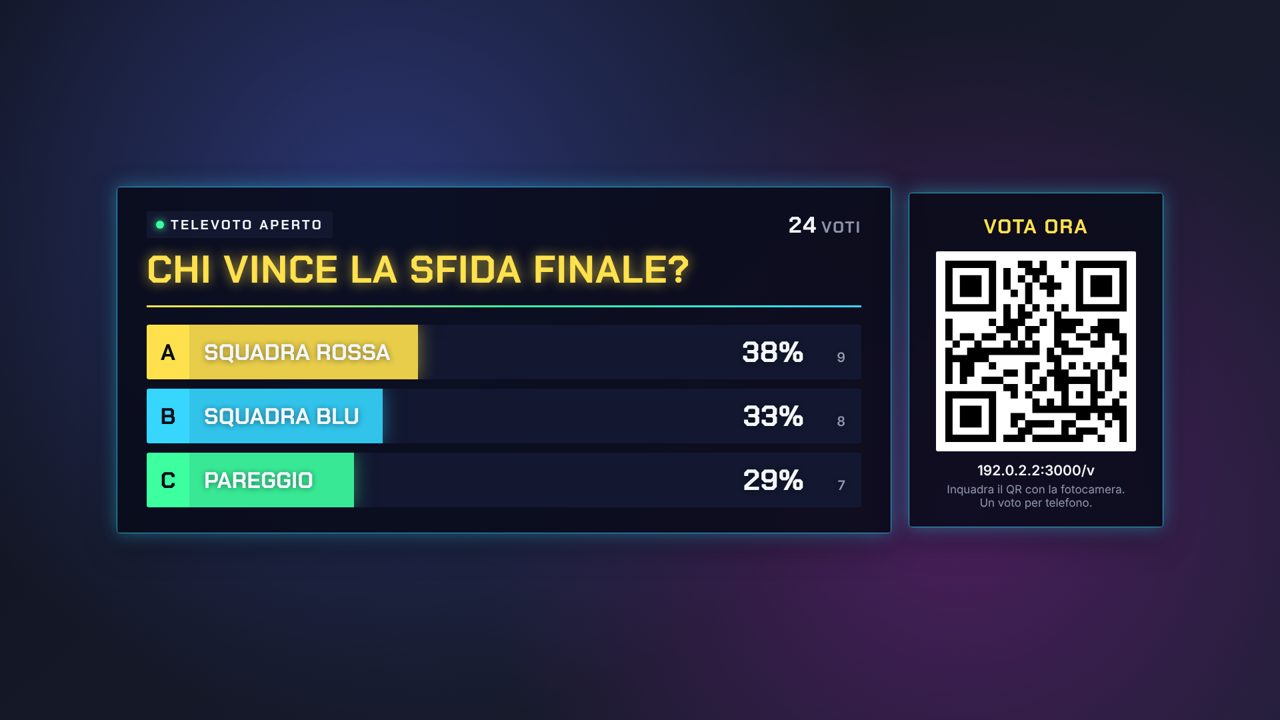 TELEVOTO APERTO
24 VOTI
CHI VINCE LA SFIDA FINALE?
A SQUADRA ROSSA 38% 9
B SQUADRA BLU 33% 8
C PAREGGIO 29% 7
VOTA ORA
192.0.2.2:3000/v
Inquadra il QR con la fotocamera.
Un voto per telefono.